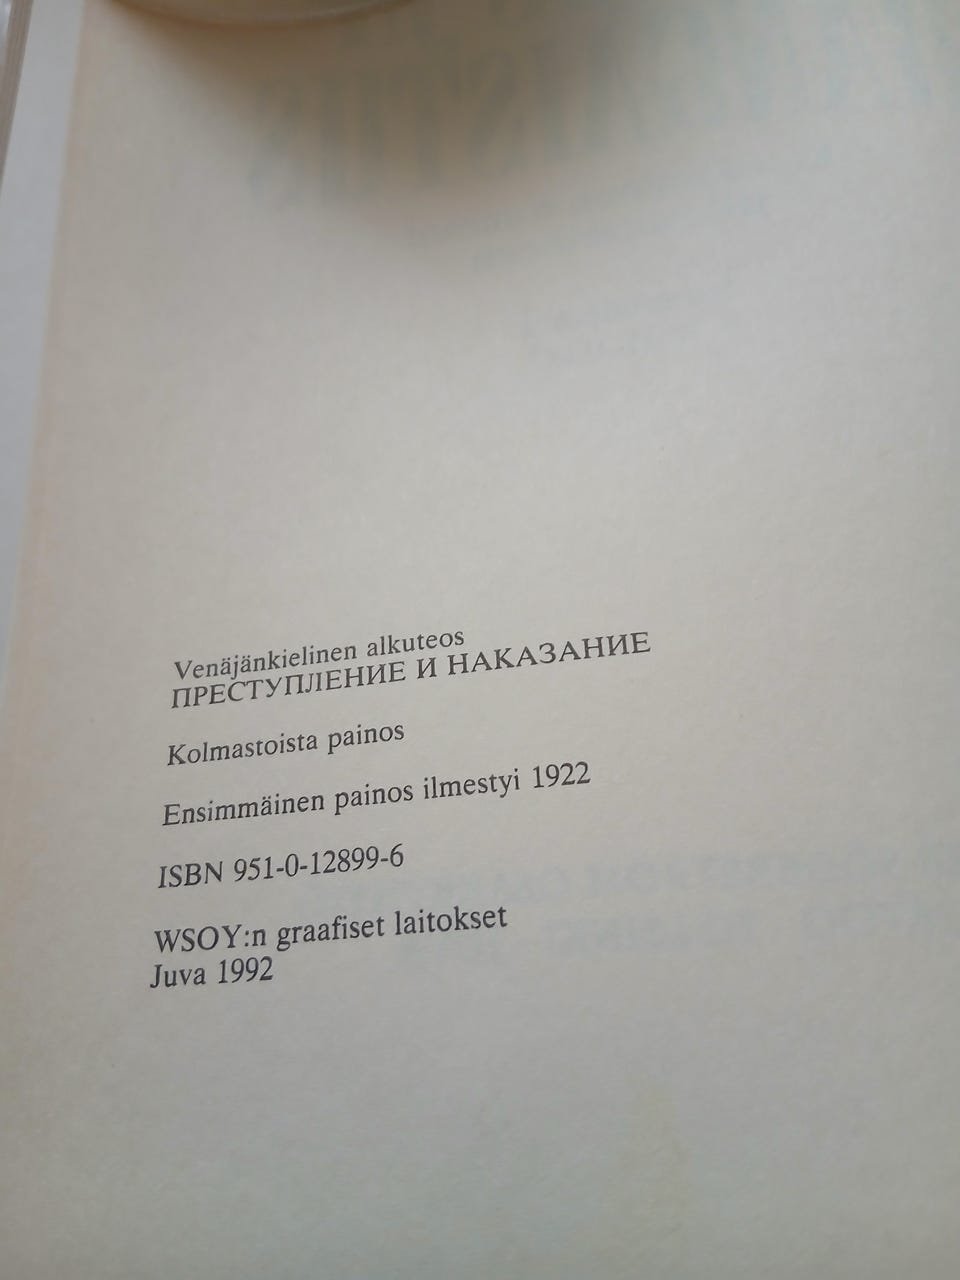 Venäjänkielinen alkuteos
ПРЕСТУПЛЕНИЕ И НАКАЗАНИЕ
Kolmastoista painos
Ensimmäinen painos ilmestyi 1922
ISBN 951-0-12899-6
WSOY:n graafiset laitokset
Juva 1992